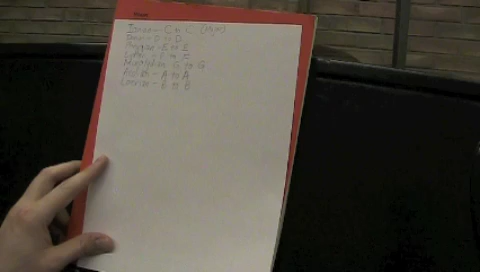 Ionian - C to C (Major)
Dorian - D to D
Phrygian - E to E
Lydian - F to F
Mixolydian - G to G
Aeolian - A to A
Locrian - B to B